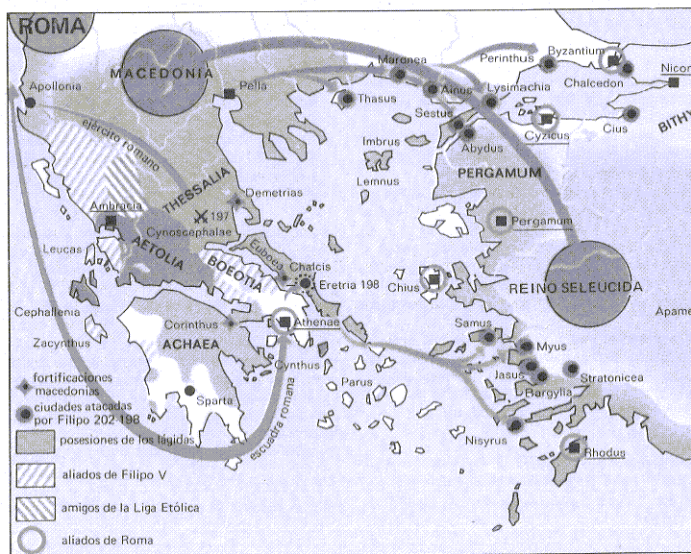 ROMA
MACEDONIA
Apollonia
ejército romano
Pella
Maronea
Ainus
Thasus
Perinthus
Byzantium
Chalcedon
Nicom
Lysimachia
Sestus
Abydus
Cyzicus
Cius
BITHY
Imbrus
Lemnus
THESSALIA
Demetrias
197
Cynoscephalae
Ambracia
AETOLIA
Leucas
PERGAMUM
Pergamum
BOEOTIA
Euboea
Chalcis
Eretria 198
Chius
REINO SELEUCIDA
Apame
Cephallenia
Zacynthus
Corinthus
Athenae
ACHAEA
Cynthus
Parus
Sparta
escuadra romana
Samus
Myus
Jasus
Bargylla
Stratonicea
Nisyrus
Rhodus
fortificaciones
macedonias
ciudades atacadas
por Filipo 202-198
posesiones de los lágidas
aliados de Filipo V
amigos de la Liga Etólica
aliados de Roma